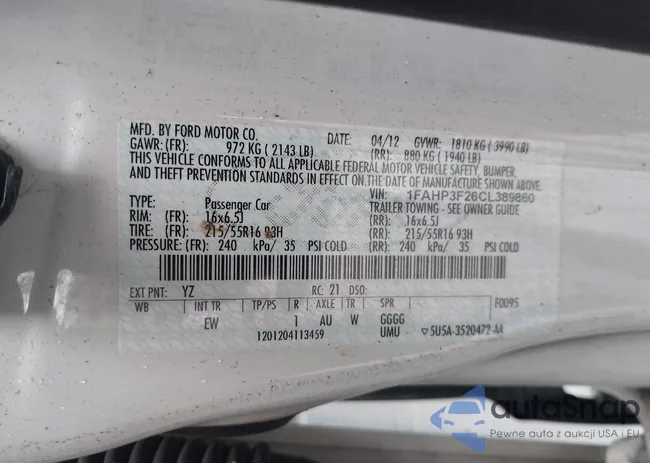 MFD. BY FORD MOTOR CO. DATE: 04/12 GVWR: 1810 KG ( 3990 LB)
GAWR: (FR): 972 KG ( 2143 LB) (RR): 880 KG ( 1940 LB)
THIS VEHICLE CONFORMS TO ALL APPLICABLE FEDERAL MOTOR VEHICLE SAFETY, BUMPER,
AND THEFT PREVENTION STANDARDS IN EFFECT ON THE DATE OF MANUFACTURE SHOWN ABOVE.
VIN: 1FAHP3F26CL389860
TYPE: Passenger Car TRAILER TOWING - SEE OWNER GUIDE
RIM: (FR): 16x6.5J (RR): 16x6.5J
TIRE: (FR): 215/55R16 93H (RR): 215/55R16 93H
PRESSURE: (FR): 240 kPa/ 35 PSI COLD (RR): 240 kPa/ 35 PSI COLD
EXT PNT: YZ RC: 21 DSO: F0095
WB INT TR TP/PS R AXLE TR SPR
EW 1 AU W GGGG
1201204113459 UMU ▽5U5A-3520472-AA
autoSnap
Pewne auta z aukcji USA i EU